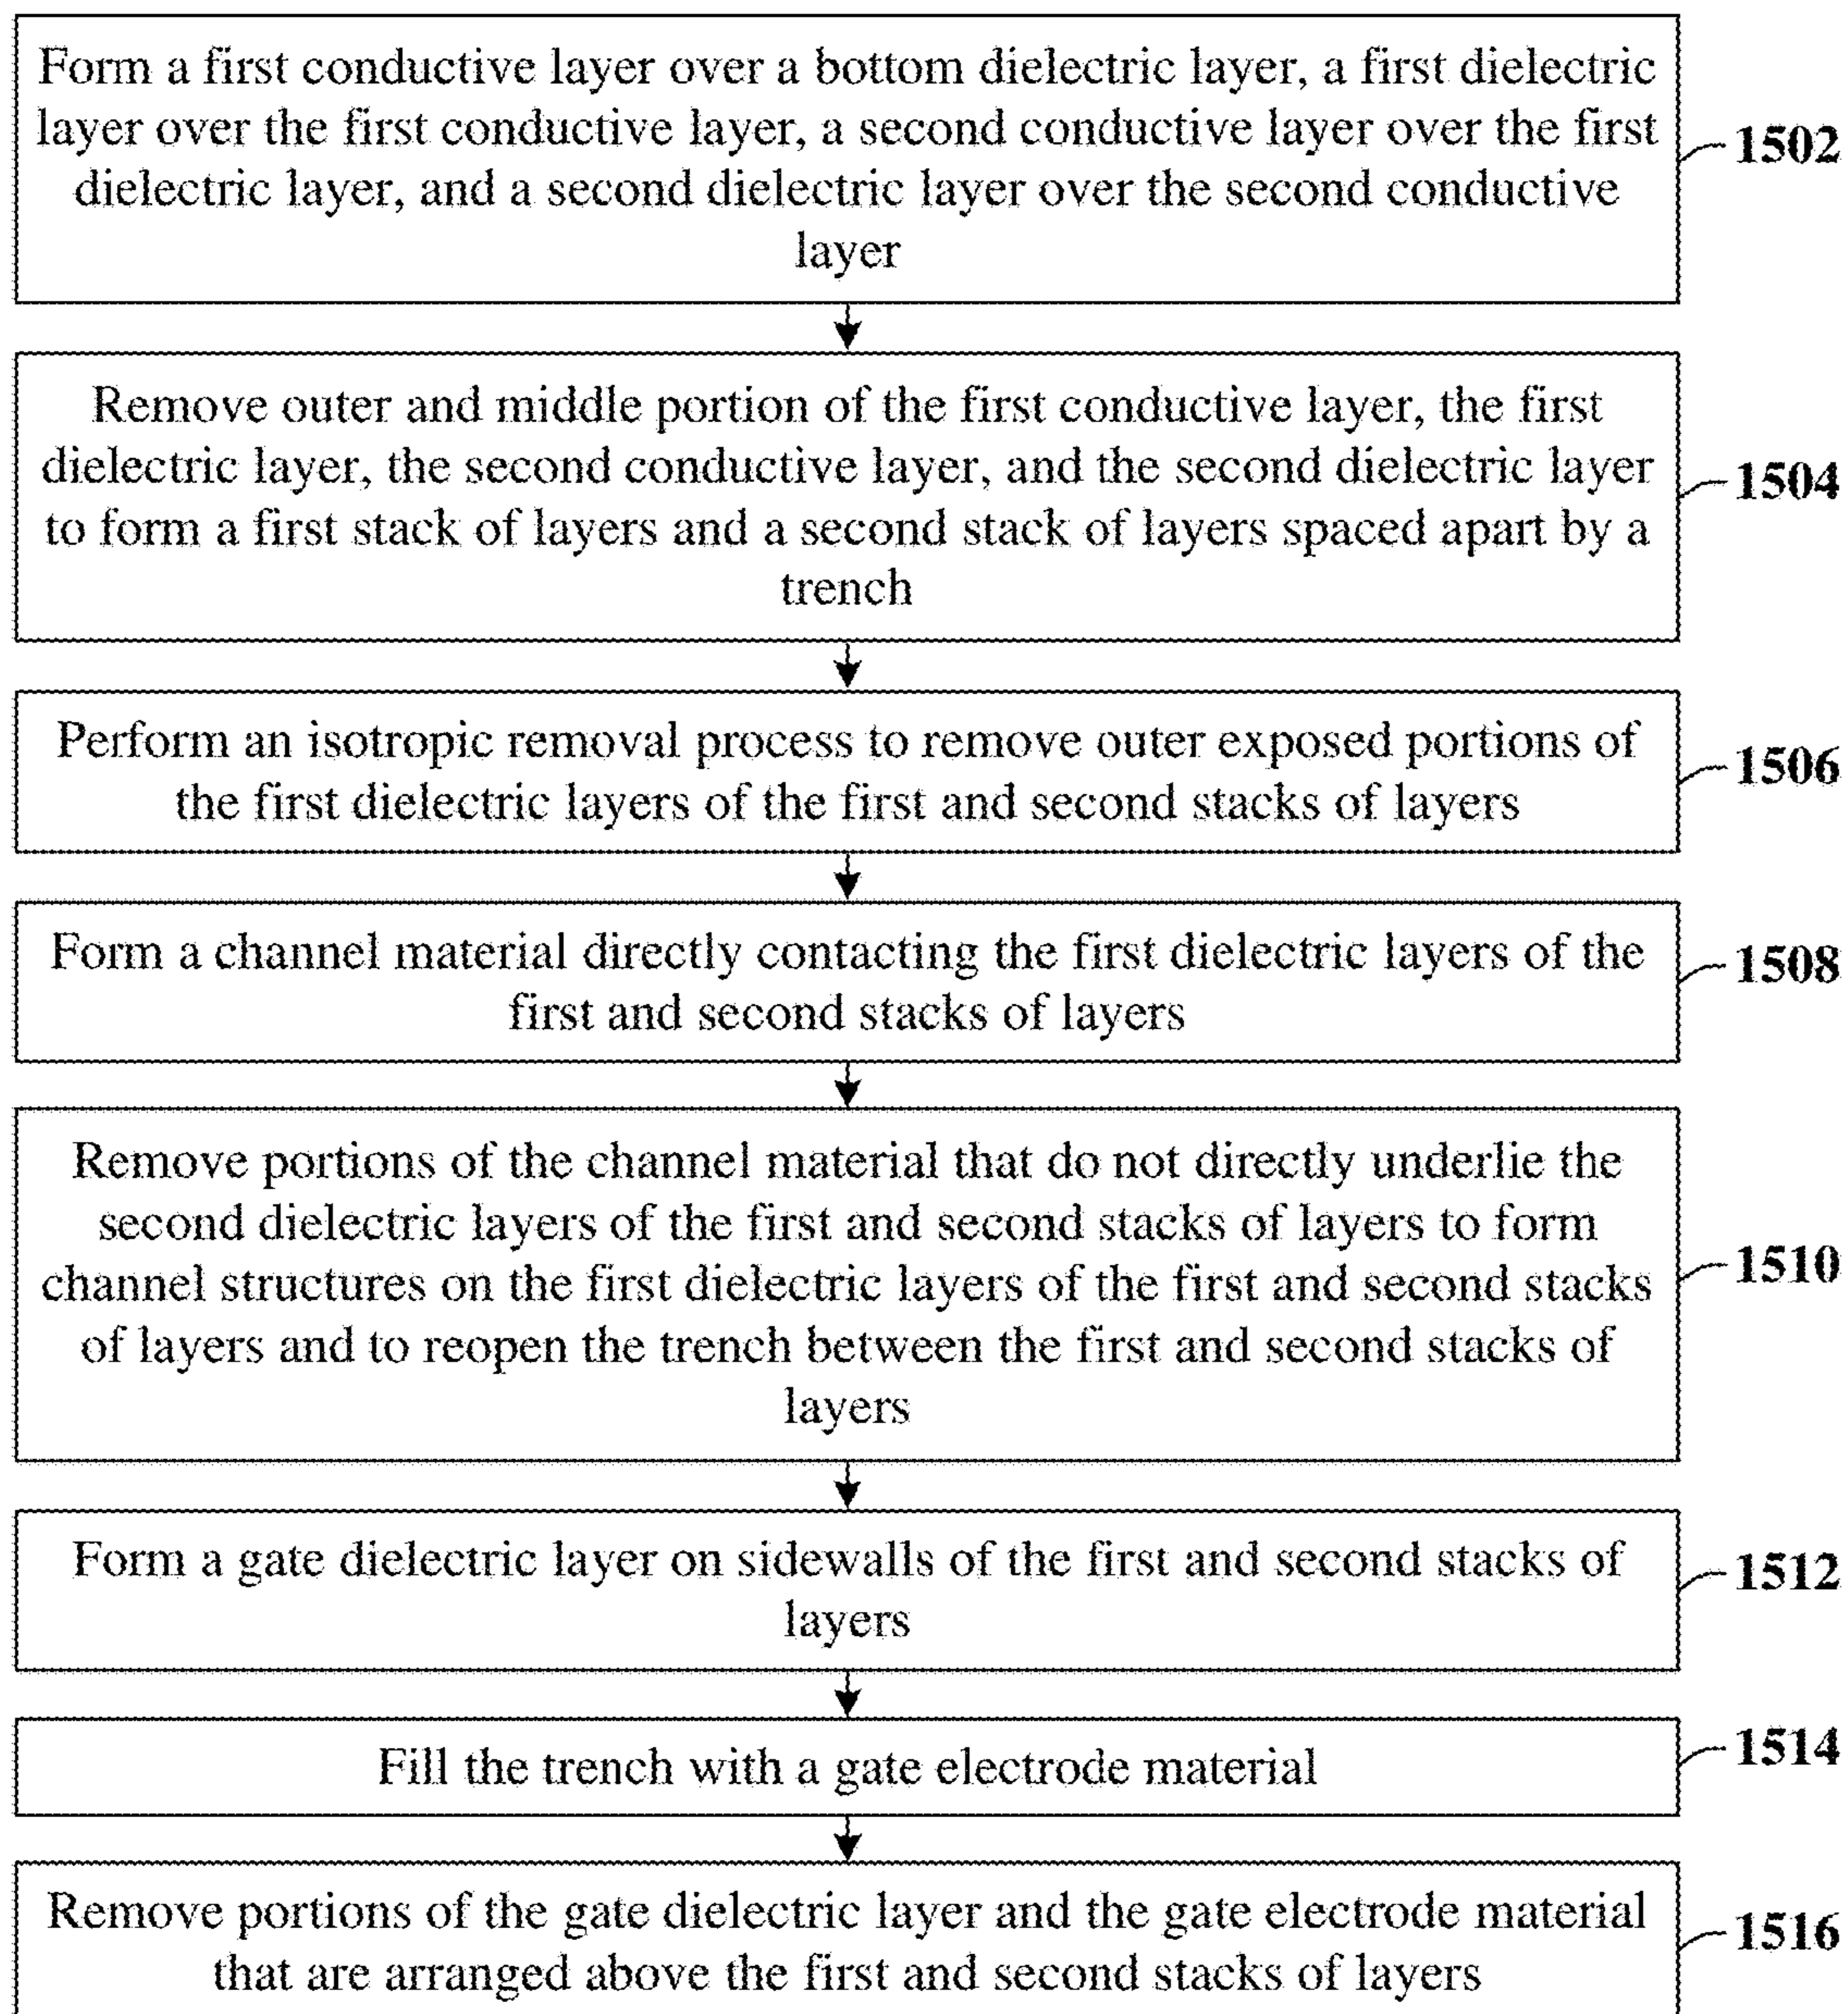 Form a first conductive layer over a bottom dielectric layer, a first dielectric
layer over the first conductive layer, a second conductive layer over the first
dielectric layer, and a second dielectric layer over the second conductive
layer
1502
Remove outer and middle portion of the first conductive layer, the first
dielectric layer, the second conductive layer, and the second dielectric layer
to form a first stack of layers and a second stack of layers spaced apart by a
trench
1504
Perform an isotropic removal process to remove outer exposed portions of
the first dielectric layers of the first and second stacks of layers
1506
Form a channel material directly contacting the first dielectric layers of the
first and second stacks of layers
1508
Remove portions of the channel material that do not directly underlie the
second dielectric layers of the first and second stacks of layers to form
channel structures on the first dielectric layers of the first and second stacks
of layers and to reopen the trench between the first and second stacks of
layers
1510
Form a gate dielectric layer on sidewalls of the first and second stacks of
layers
1512
Fill the trench with a gate electrode material
1514
Remove portions of the gate dielectric layer and the gate electrode material
that are arranged above the first and second stacks of layers
1516